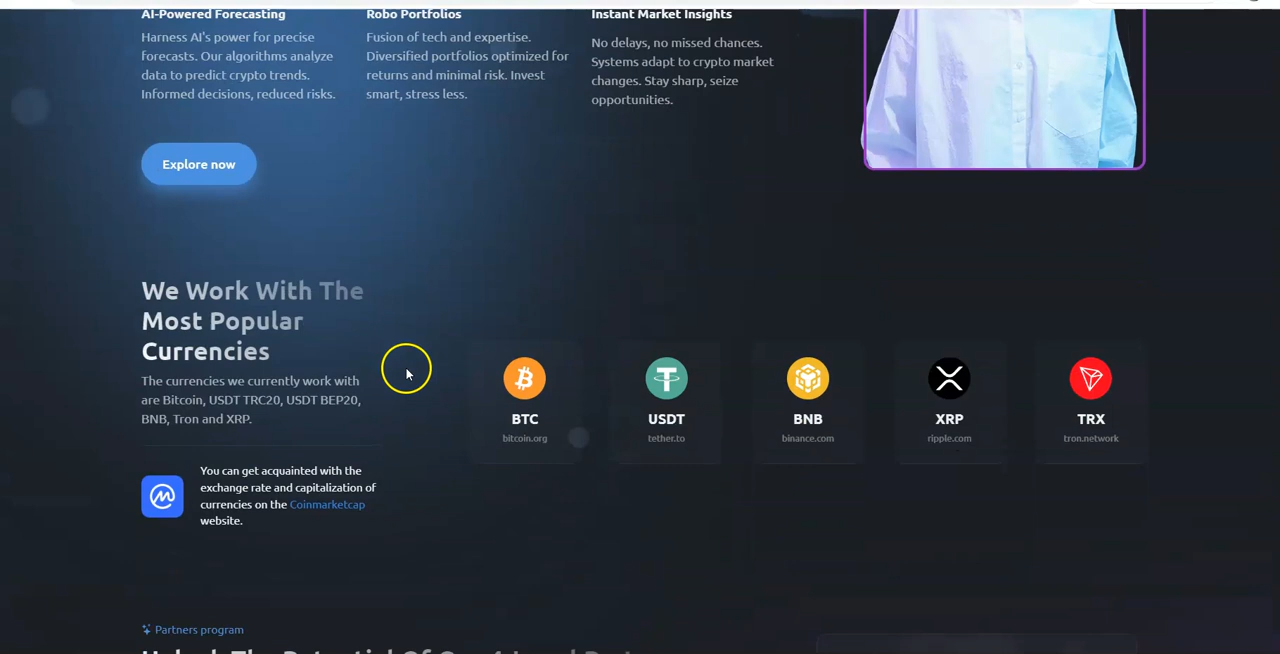 AI-Powered Forecasting
Harness AI's power for precise
forecasts. Our algorithms analyze
data to predict crypto trends.
Informed decisions, reduced risks.
Robo Portfolios
Fusion of tech and expertise.
Diversified portfolios optimized for
returns and minimal risk. Invest
smart, stress less.
Instant Market Insights
No delays, no missed chances.
Systems adapt to crypto market
changes. Stay sharp, seize
opportunities.
Explore now
We Work With The
Most Popular
Currencies
The currencies we currently work with
are Bitcoin, USDT TRC20, USDT BEP20,
BNB, Tron and XRP.
You can get acquainted with the
exchange rate and capitalization of
currencies on the Coinmarketcap
website.
BTC
bitcoin.org
USDT
tether.to
BNB
binance.com
XRP
ripple.com
TRX
tron.network
Partners program
Unlock The Potential Of Our